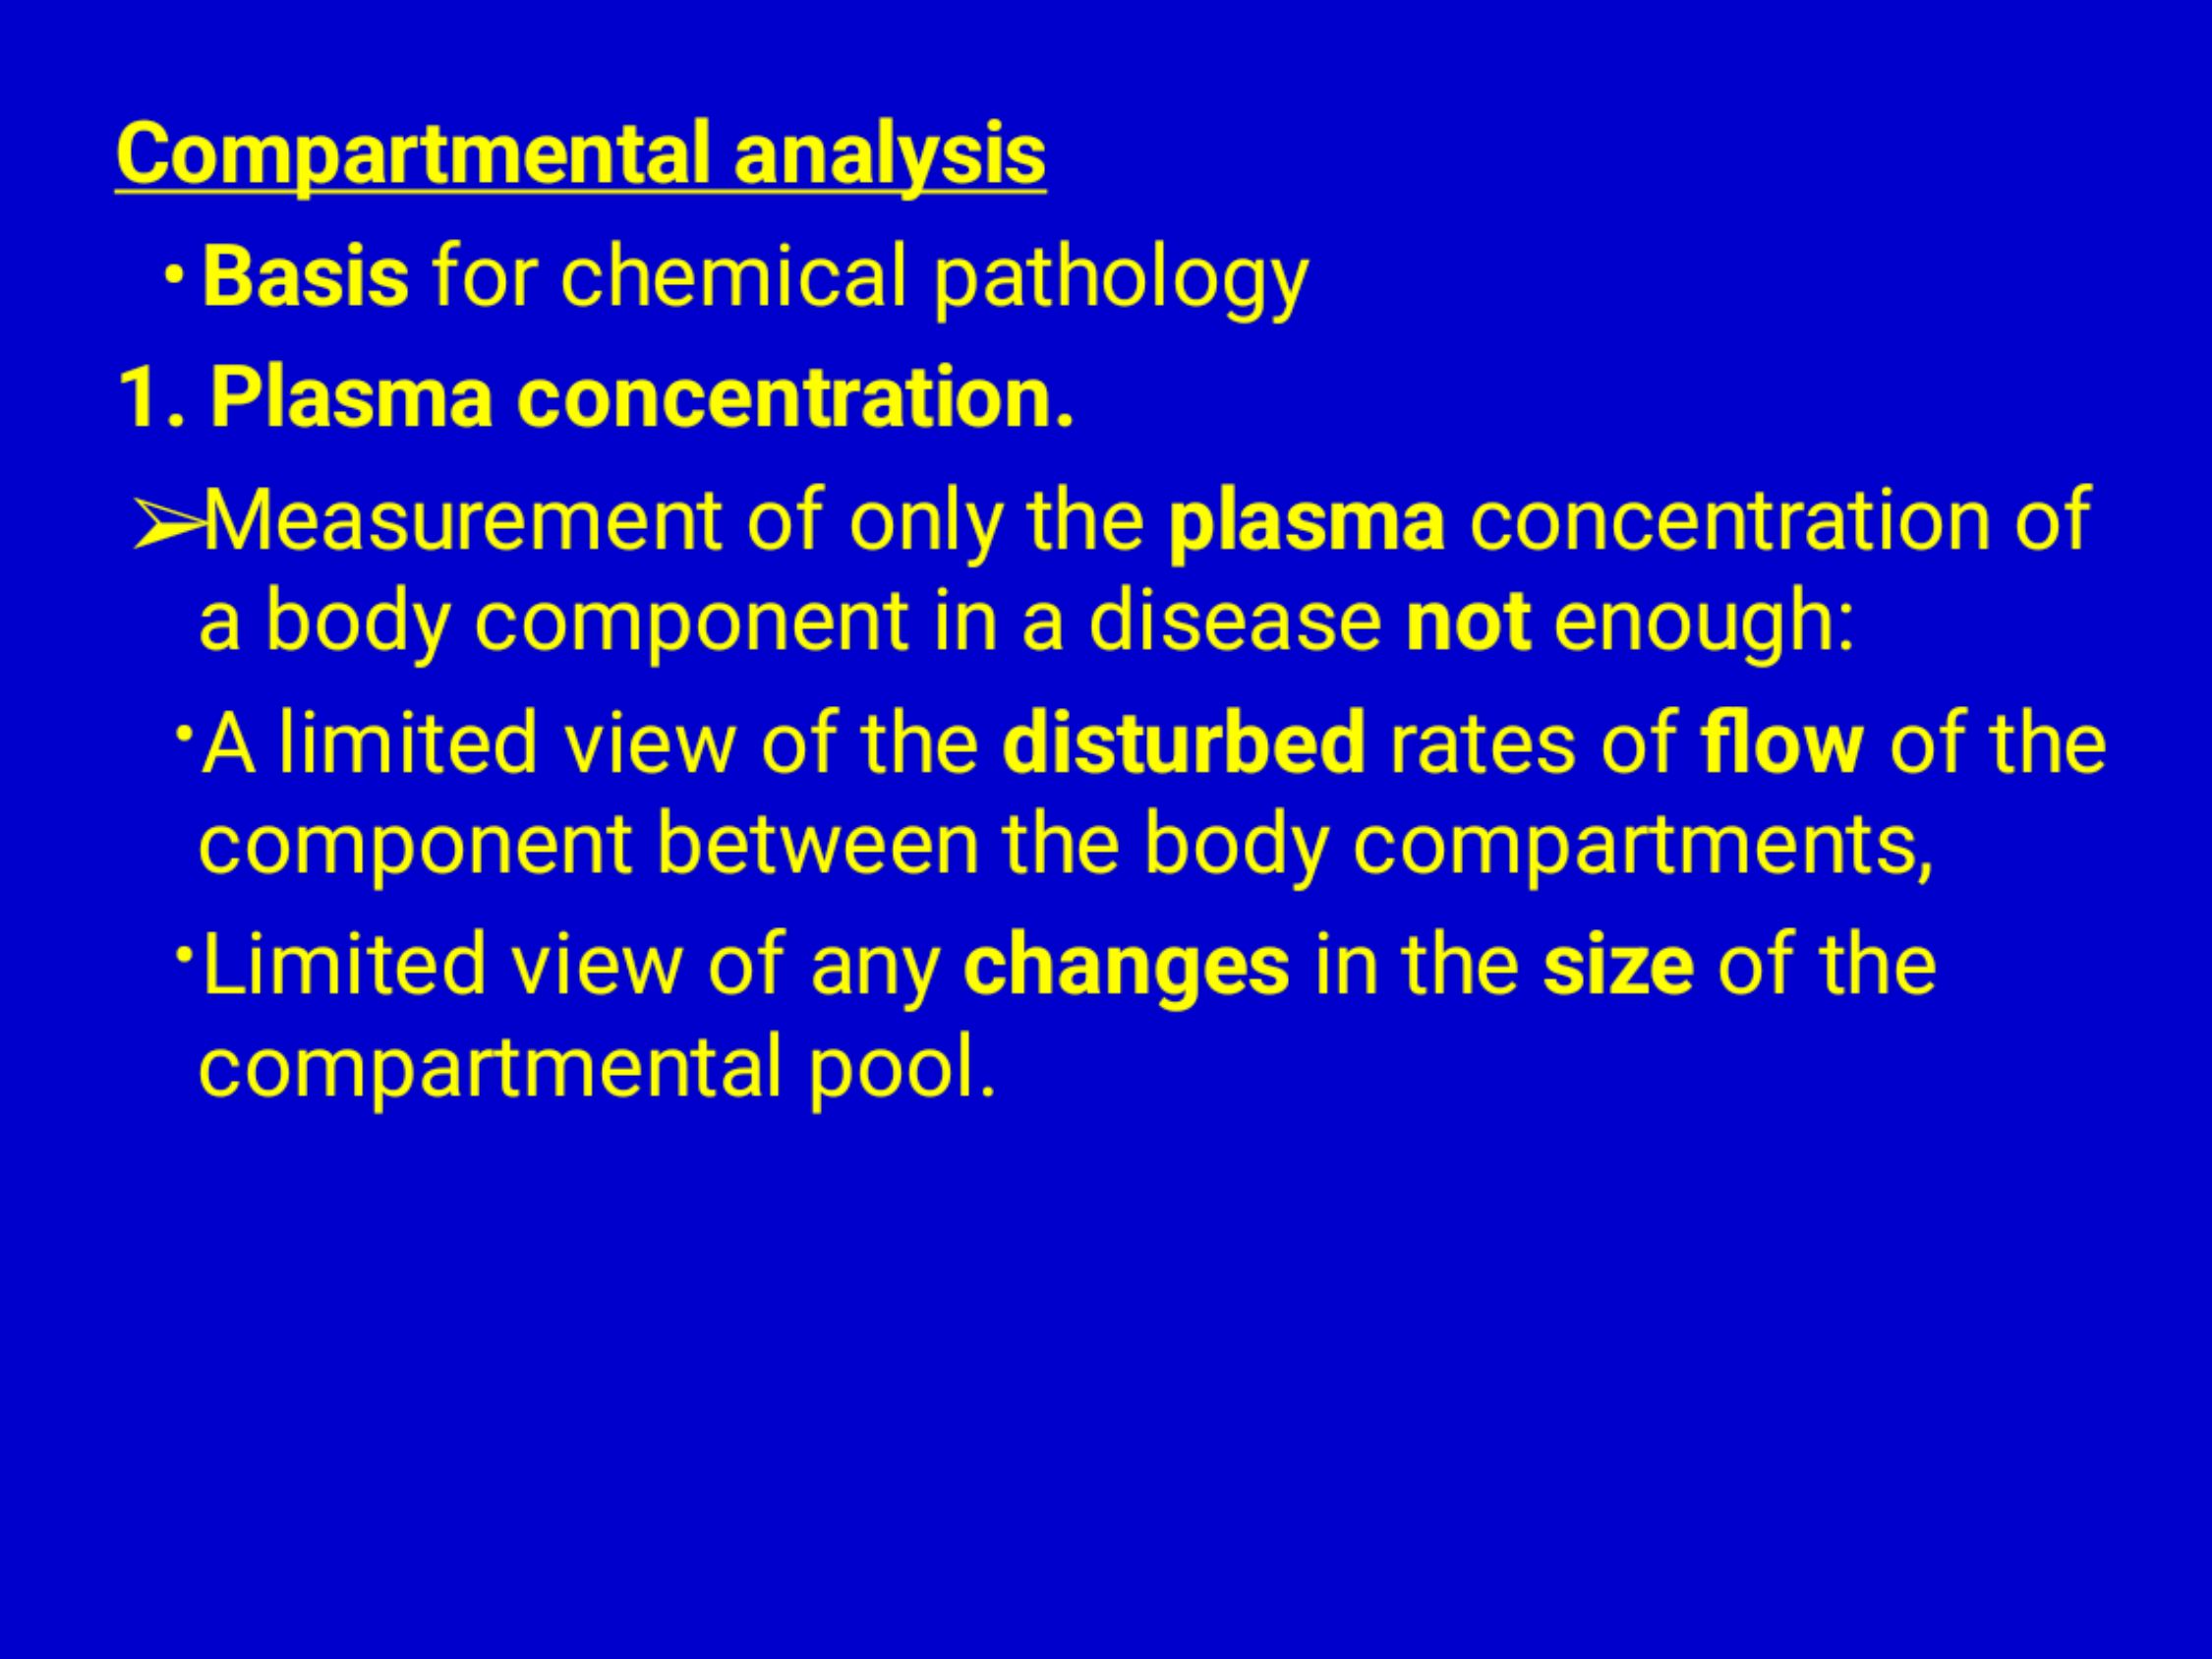 Compartmental analysis
• Basis for chemical pathology
1. Plasma concentration.
➢Measurement of only the plasma concentration of
a body component in a disease not enough:
•A limited view of the disturbed rates of flow of the
component between the body compartments,
•Limited view of any changes in the size of the
compartmental pool.